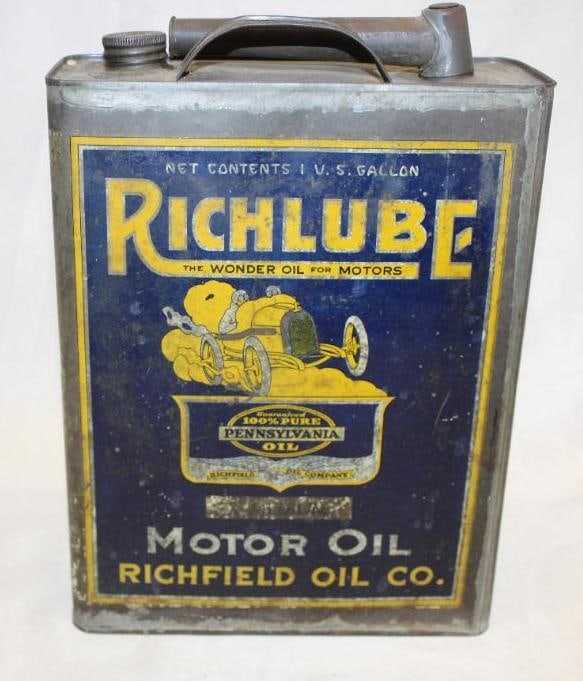 NET CONTENTS 1 U.S. GALLON
RICHLUBE
THE WONDER OIL FOR MOTORS
Guaranteed
100% PURE
PENNSYLVANIA
OIL
RICHFIELD OIL COMPANY
MOTOR OIL
RICHFIELD OIL CO.